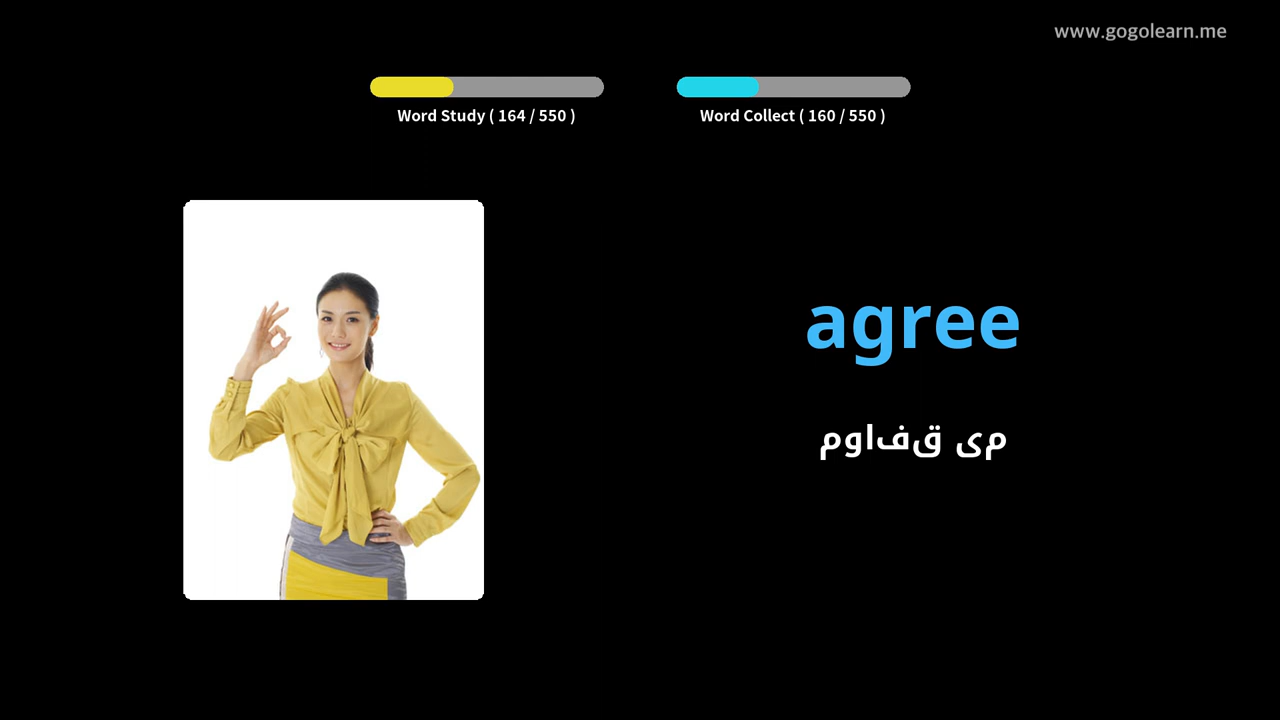 www.gogolearn.me
Word Study ( 164 / 550 )
Word Collect ( 160 / 550 )
agree
می قفاوم